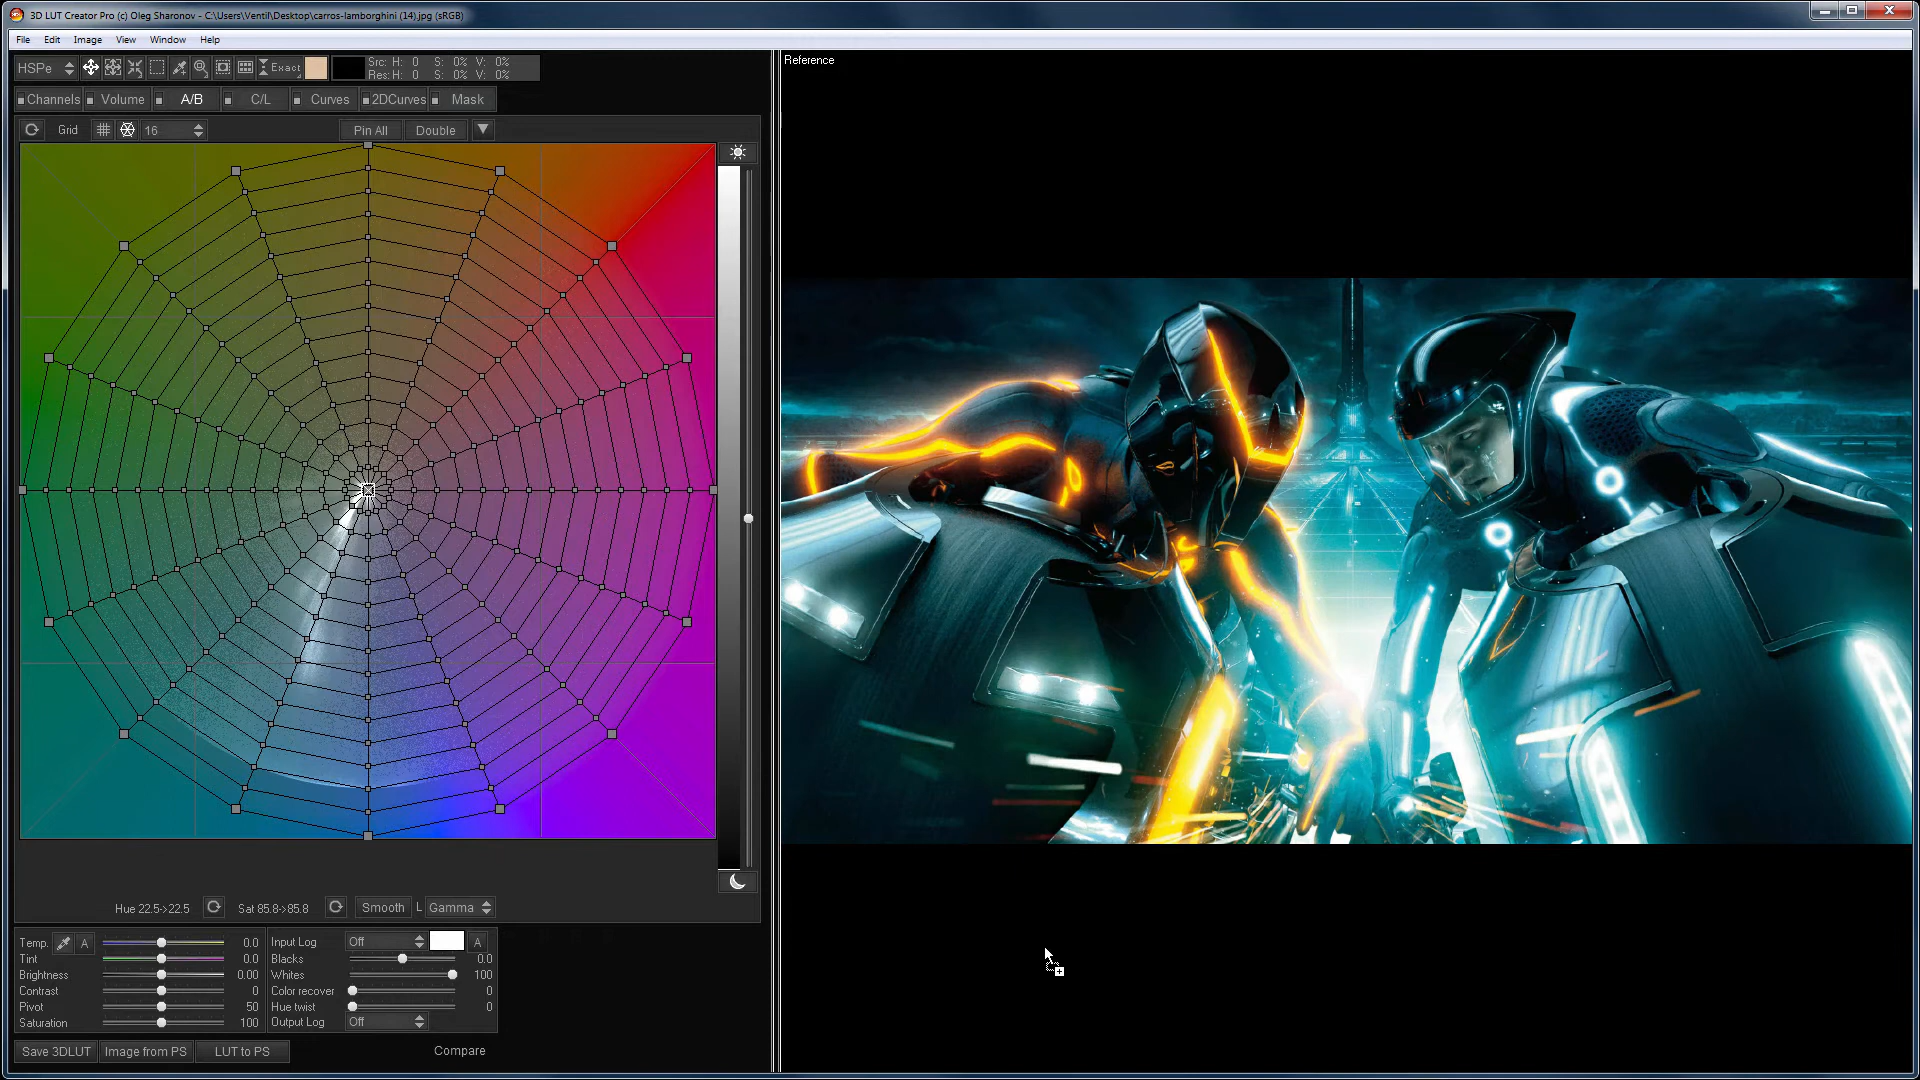 3D LUT Creator Pro (c) Oleg Sharonov - C:\Users\Ventil\Desktop\carros-lamborghini (14).jpg (sRGB)
File Edit Image View Window Help
HSPe Exact Src: H: 0 S: 0% V: 0%
Res: H: 0 S: 0% V: 0%
Reference
Channels Volume A/B C/L Curves 2DCurves Mask
Grid 16 Pin All Double
Hue 22.5->22.5 Sat 85.8->85.8 Smooth L Gamma
Temp. A 0.0 Input Log Off A
Tint 0.0 Blacks 0.0
Brightness 0.00 Whites 100
Contrast 0 Color recover 0
Pivot 50 Hue twist 0
Saturation 100 Output Log Off
Save 3DLUT Image from PS LUT to PS Compare